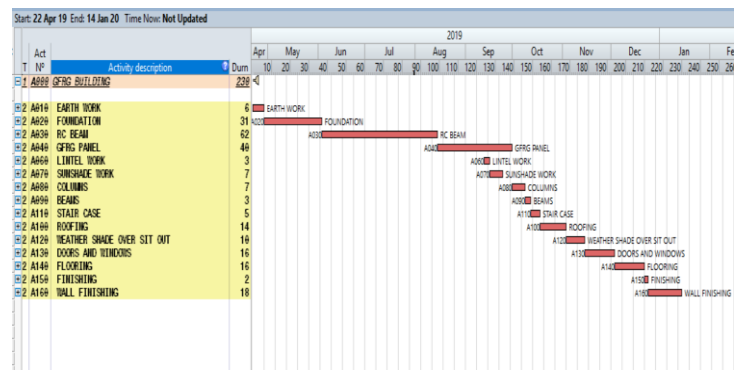 Start: 22 Apr 19 End: 14 Jan 20 Time Now: Not Updated
2019
Act Apr May Jun Jul Aug Sep Oct Nov Dec Jan Fe
T Nº Activity description Durn 10 20 30 40 50 60 70 80 90 100 110 120 130 140 150 160 170 180 190 200 210 220 230 240 250 260
1 A000 GFRG BUILDING 230
2 A010 EARTH WORK 6 EARTH WORK
2 A020 FOUNDATION 31 A020 FOUNDATION
2 A030 RC BEAM 62 A030 RC BEAM
2 A040 GFRG PANEL 40 A040 GFRG PANEL
2 A060 LINTEL WORK 3 A060 LINTEL WORK
2 A070 SUNSHADE WORK 7 A070 SUNSHADE WORK
2 A080 COLUMNS 7 A080 COLUMNS
2 A090 BEAMS 3 A090 BEAMS
2 A110 STAIR CASE 5 A110 STAIR CASE
2 A100 ROOFING 14 A100 ROOFING
2 A120 WEATHER SHADE OVER SIT OUT 10 A120 WEATHER SHADE OVER SIT OUT
2 A130 DOORS AND WINDOWS 16 A130 DOORS AND WINDOWS
2 A140 FLOORING 16 A140 FLOORING
2 A150 FINISHING 2 A150 FINISHING
2 A160 WALL FINISHING 18 A160 WALL FINISHING